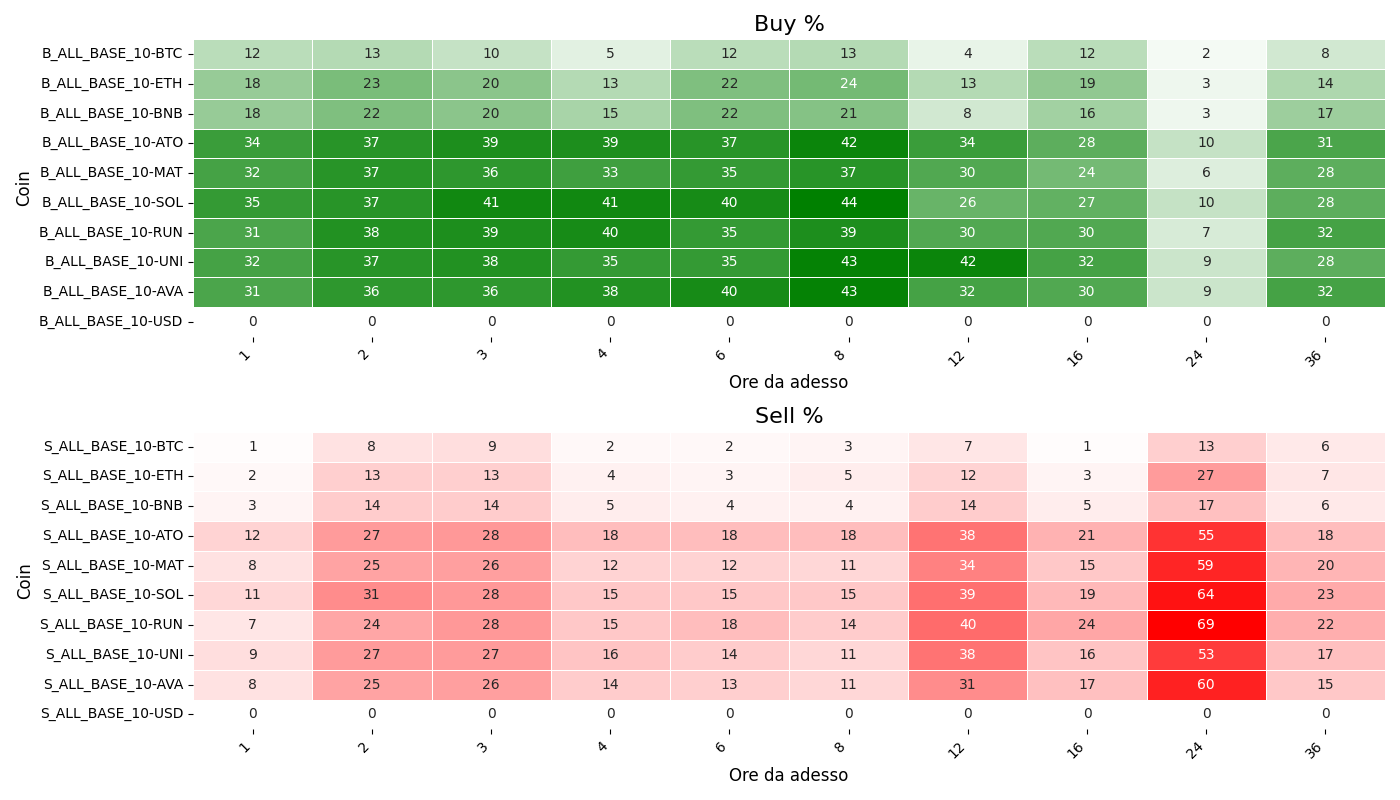 Buy %
Coin
B_ALL_BASE_10-BTC 12 13 10 5 12 13 4 12 2 8
B_ALL_BASE_10-ETH 18 23 20 13 22 24 13 19 3 14
B_ALL_BASE_10-BNB 18 22 20 15 22 21 8 16 3 17
B_ALL_BASE_10-ATO 34 37 39 39 37 42 34 28 10 31
B_ALL_BASE_10-MAT 32 37 36 33 35 37 30 24 6 28
B_ALL_BASE_10-SOL 35 37 41 41 40 44 26 27 10 28
B_ALL_BASE_10-RUN 31 38 39 40 35 39 30 30 7 32
B_ALL_BASE_10-UNI 32 37 38 35 35 43 42 32 9 28
B_ALL_BASE_10-AVA 31 36 36 38 40 43 32 30 9 32
B_ALL_BASE_10-USD 0 0 0 0 0 0 0 0 0 0
1 2 3 4 6 8 12 16 24 36
Ore da adesso
Sell %
Coin
S_ALL_BASE_10-BTC 1 8 9 2 2 3 7 1 13 6
S_ALL_BASE_10-ETH 2 13 13 4 3 5 12 3 27 7
S_ALL_BASE_10-BNB 3 14 14 5 4 4 14 5 17 6
S_ALL_BASE_10-ATO 12 27 28 18 18 18 38 21 55 18
S_ALL_BASE_10-MAT 8 25 26 12 12 11 34 15 59 20
S_ALL_BASE_10-SOL 11 31 28 15 15 15 39 19 64 23
S_ALL_BASE_10-RUN 7 24 28 15 18 14 40 24 69 22
S_ALL_BASE_10-UNI 9 27 27 16 14 11 38 16 53 17
S_ALL_BASE_10-AVA 8 25 26 14 13 11 31 17 60 15
S_ALL_BASE_10-USD 0 0 0 0 0 0 0 0 0 0
1 2 3 4 6 8 12 16 24 36
Ore da adesso